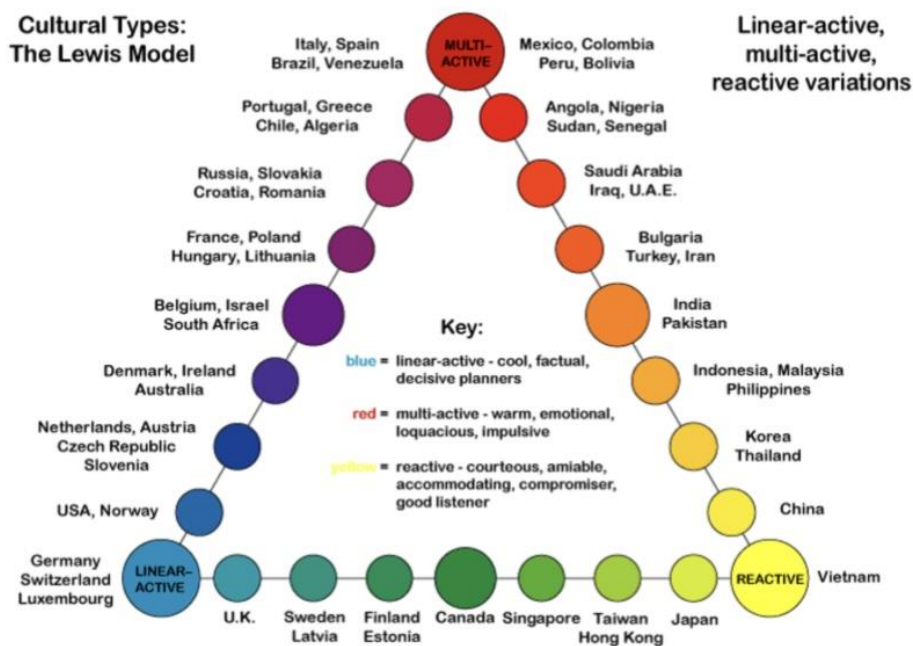 Cultural Types:
The Lewis Model
Linear-active,
multi-active,
reactive variations
MULTI–
ACTIVE
Italy, Spain
Brazil, Venezuela
Mexico, Colombia
Peru, Bolivia
Portugal, Greece
Chile, Algeria
Angola, Nigeria
Sudan, Senegal
Russia, Slovakia
Croatia, Romania
Saudi Arabia
Iraq, U.A.E.
France, Poland
Hungary, Lithuania
Bulgaria
Turkey, Iran
Belgium, Israel
South Africa
India
Pakistan
Key:
blue = linear-active - cool, factual,
decisive planners
red = multi-active - warm, emotional,
loquacious, impulsive
yellow = reactive - courteous, amiable,
accommodating, compromiser,
good listener
Denmark, Ireland
Australia
Indonesia, Malaysia
Philippines
Netherlands, Austria
Czech Republic
Slovenia
Korea
Thailand
USA, Norway
China
Germany
Switzerland
Luxembourg
LINEAR–
ACTIVE
REACTIVE
Vietnam
U.K.
Sweden
Latvia
Finland
Estonia
Canada
Singapore
Taiwan
Hong Kong
Japan